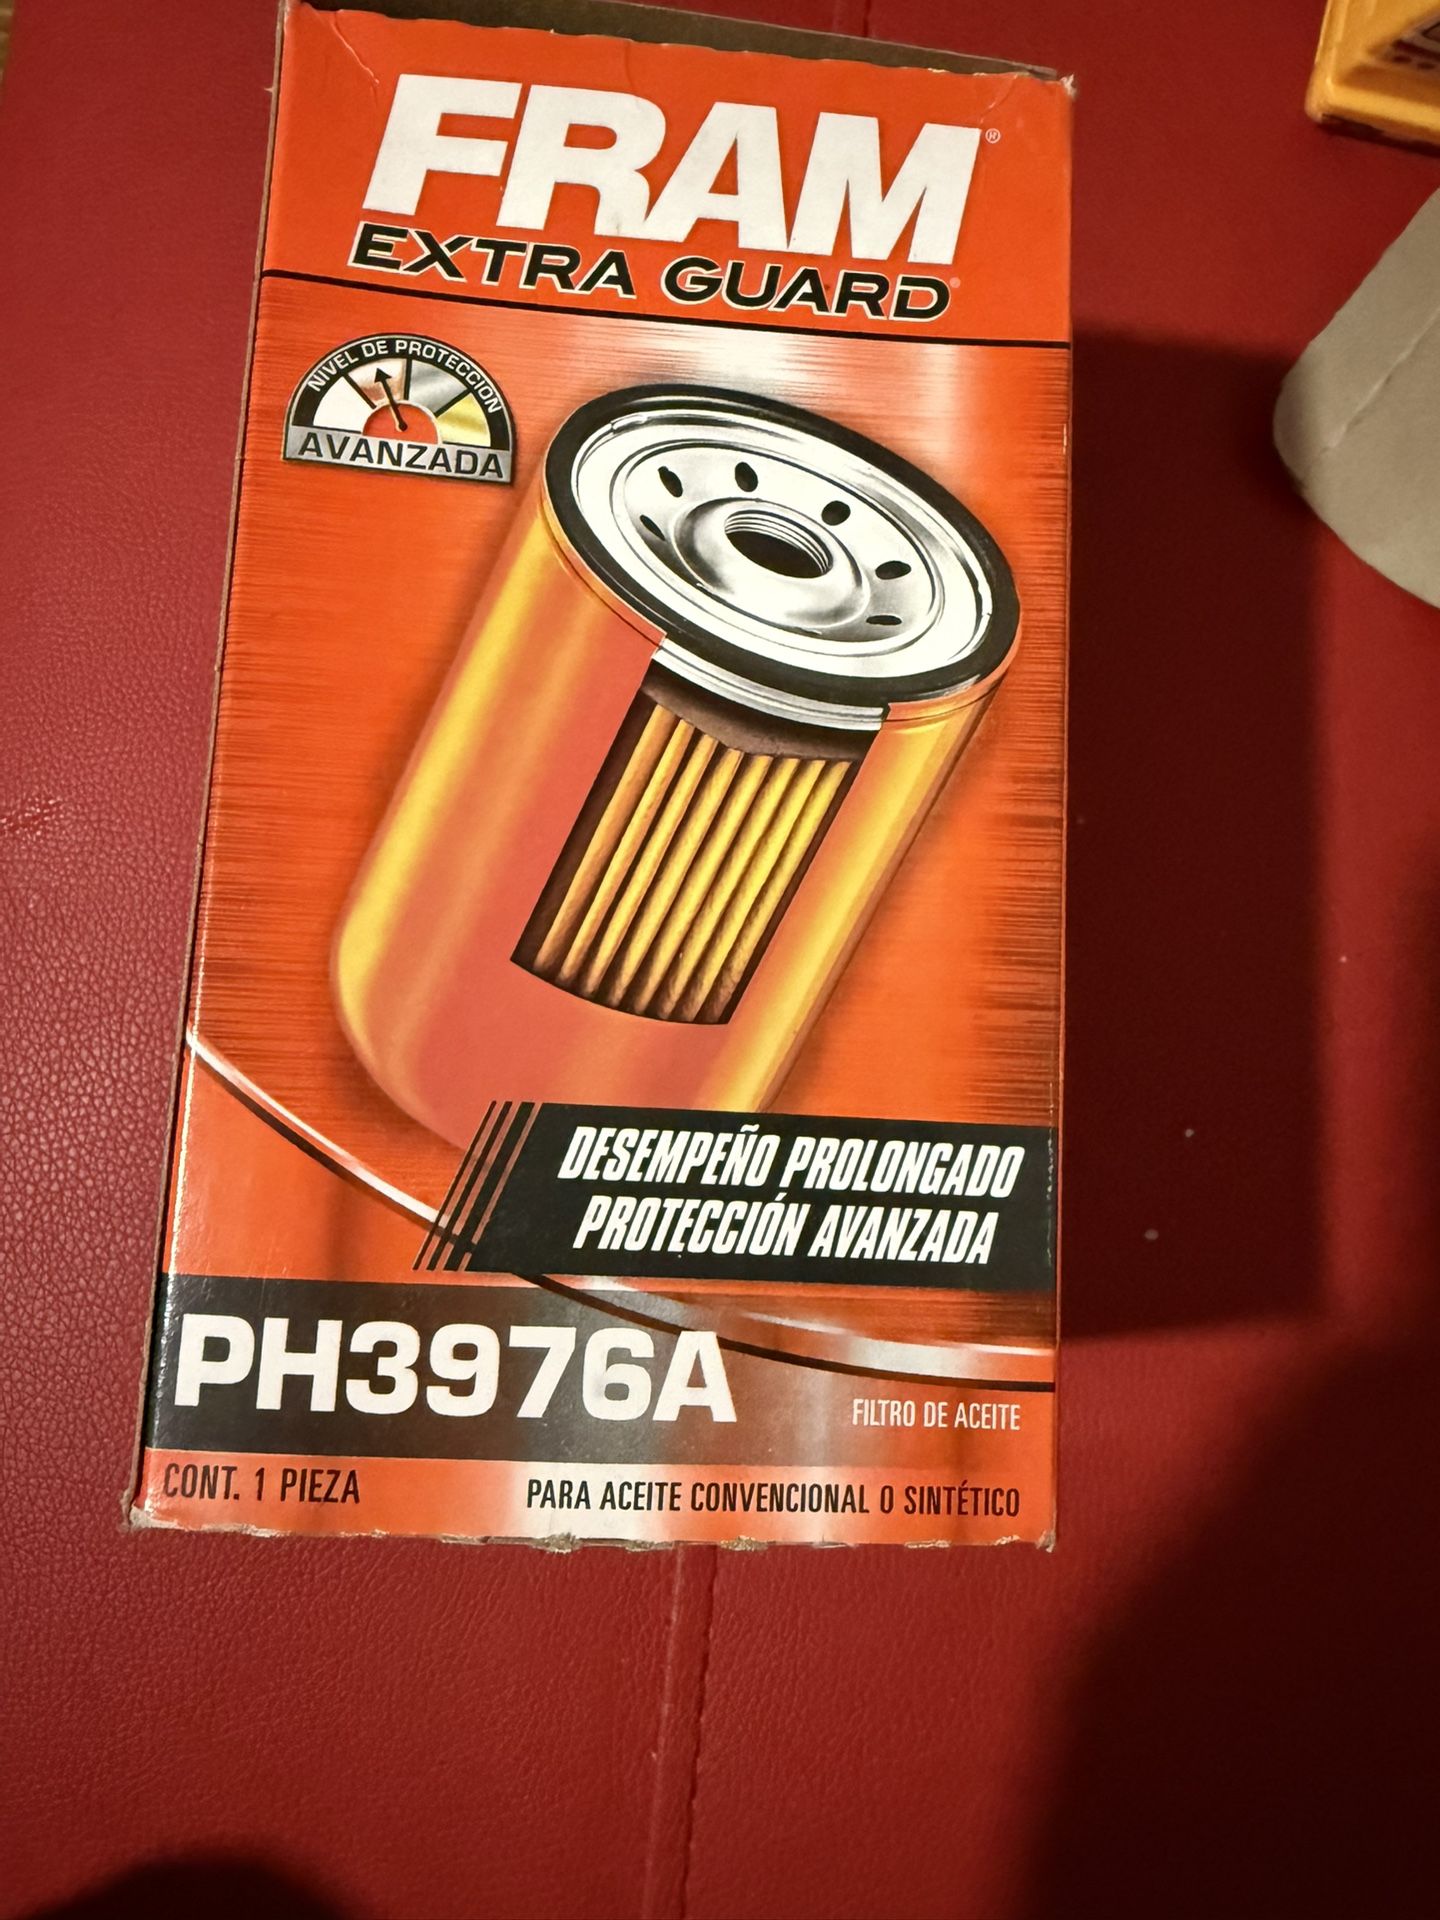 FRAM®
EXTRA GUARD
NIVEL DE PROTECCIÓN
AVANZADA
DESEMPEÑO PROLONGADO
PROTECCIÓN AVANZADA
PH3976A
FILTRO DE ACEITE
CONT. 1 PIEZA
PARA ACEITE CONVENCIONAL O SINTÉTICO